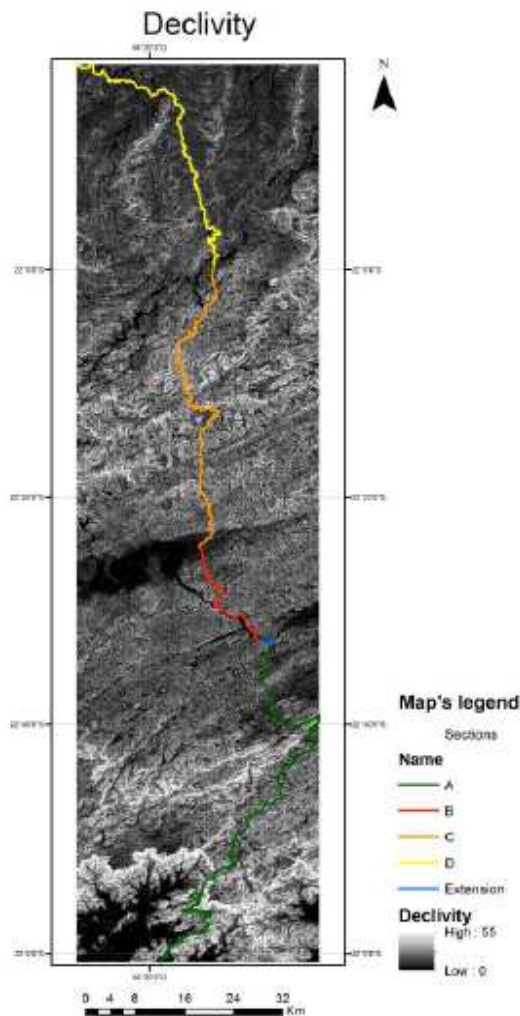 Declivity
N
Map's legend
Sections
Name
A
B
C
D
Extension
Declivity
High : 55
Low : 0
0 4 8 16 24 32
Km